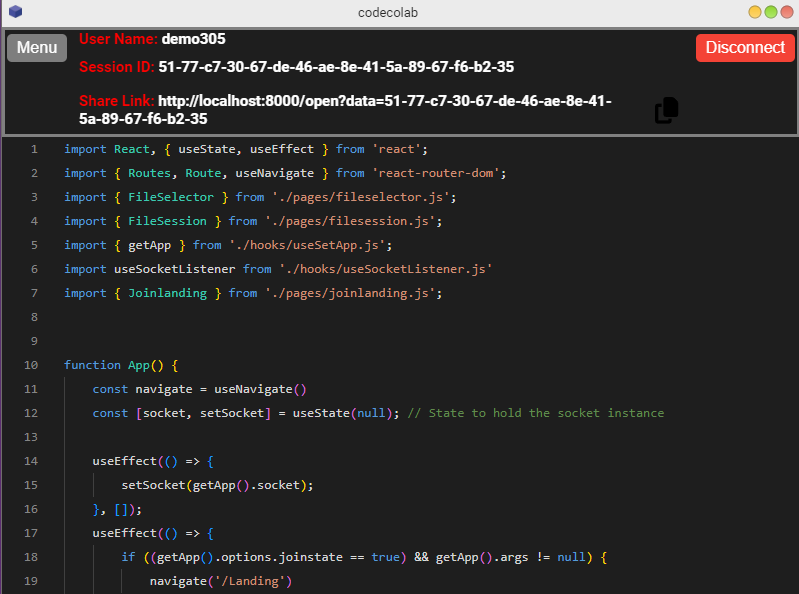 codecolab
Menu
User Name: demo305
Disconnect
Session ID: 51-77-c7-30-67-de-46-ae-8e-41-5a-89-67-f6-b2-35
Share Link: http://localhost:8000/open?data=51-77-c7-30-67-de-46-ae-8e-41-
5a-89-67-f6-b2-35
1 import React, { useState, useEffect } from 'react';
2 import { Routes, Route, useNavigate } from 'react-router-dom';
3 import { FileSelector } from './pages/fileselector.js';
4 import { FileSession } from './pages/filesession.js';
5 import { getApp } from './hooks/useSetApp.js';
6 import useSocketListener from './hooks/useSocketListener.js'
7 import { Joinlanding } from './pages/joinlanding.js';
8
9
10 function App() {
11     const navigate = useNavigate()
12     const [socket, setSocket] = useState(null); // State to hold the socket instance
13
14     useEffect(() => {
15         setSocket(getApp().socket);
16     }, []);
17     useEffect(() => {
18         if ((getApp().options.joinstate == true) && getApp().args != null) {
19             navigate('/Landing')